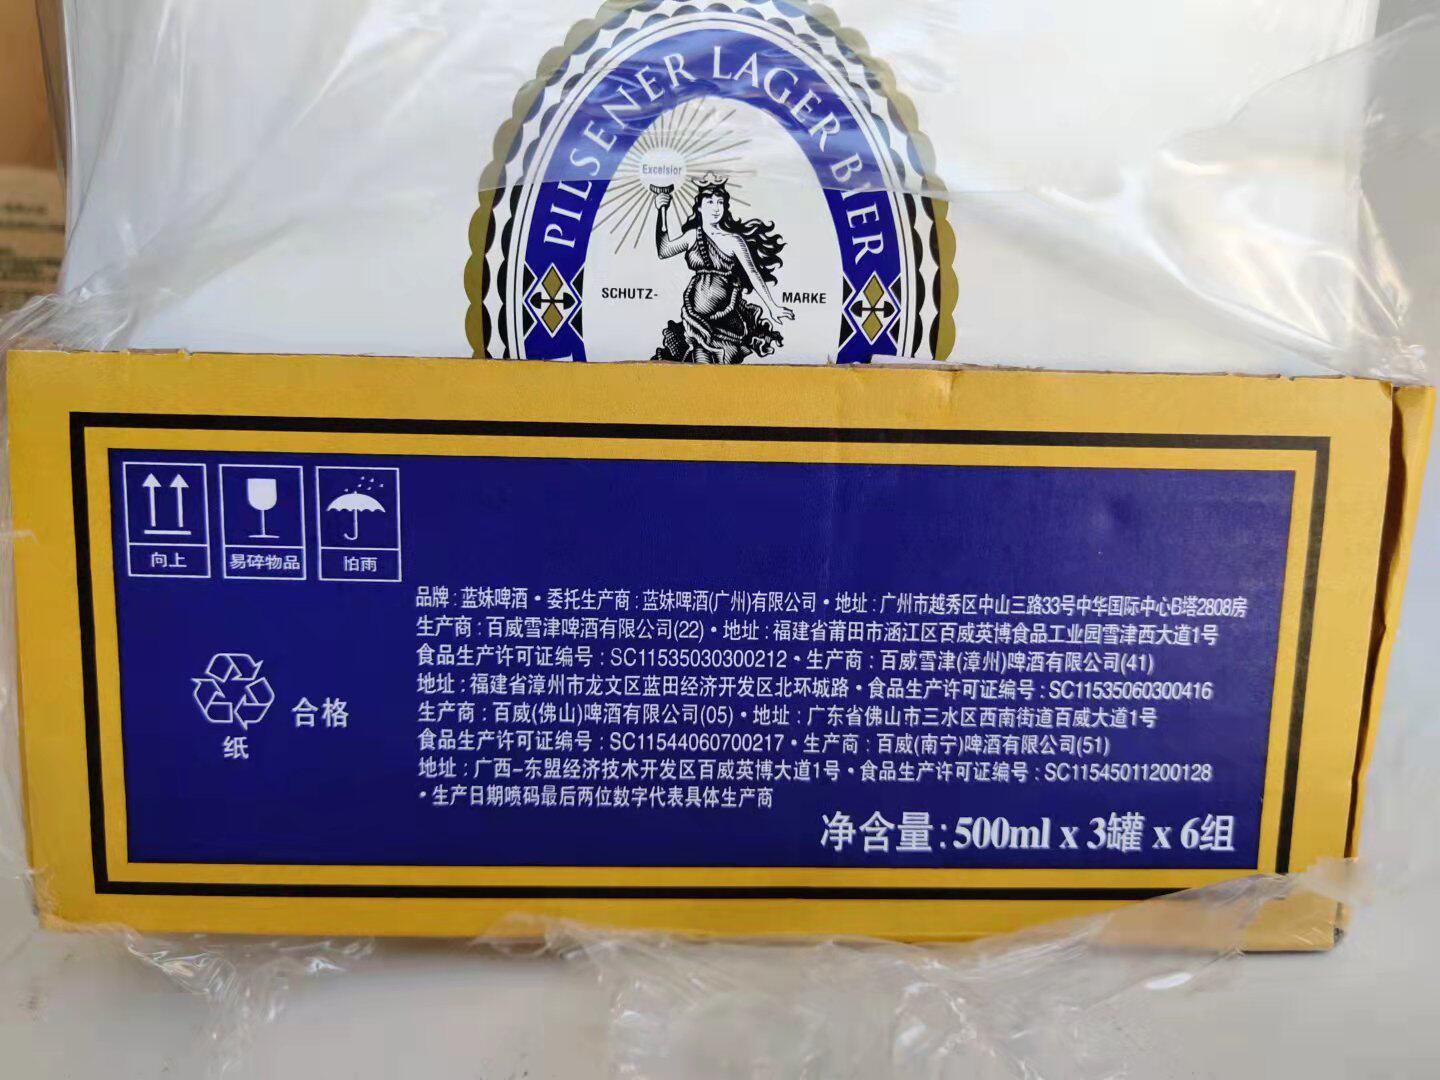 PILSENER LAGER BIER
Excelsior
SCHUTZ-
MARKE
向上
易碎物品
怕雨
品牌：蓝妹啤酒·委托生产商：蓝妹啤酒(广州)有限公司·地址：广州市越秀区中山三路33号中华国际中心B塔2808房
生产商：百威雪津啤酒有限公司(22)·地址：福建省莆田市涵江区百威英博食品工业园雪津西大道1号
食品生产许可证编号：SC11535030300212·生产商：百威雪津(漳州)啤酒有限公司(41)
地址：福建省漳州市龙文区蓝田经济开发区北环城路·食品生产许可证编号：SC11535060300416
生产商：百威(佛山)啤酒有限公司(05)·地址：广东省佛山市三水区西南街道百威大道1号
食品生产许可证编号：SC11544060700217·生产商：百威(南宁)啤酒有限公司(51)
地址：广西-东盟经济技术开发区百威英博大道1号·食品生产许可证编号：SC11545011200128
·生产日期喷码最后两位数字代表具体生产商
纸
合格
净含量：500ml x 3罐 x 6组